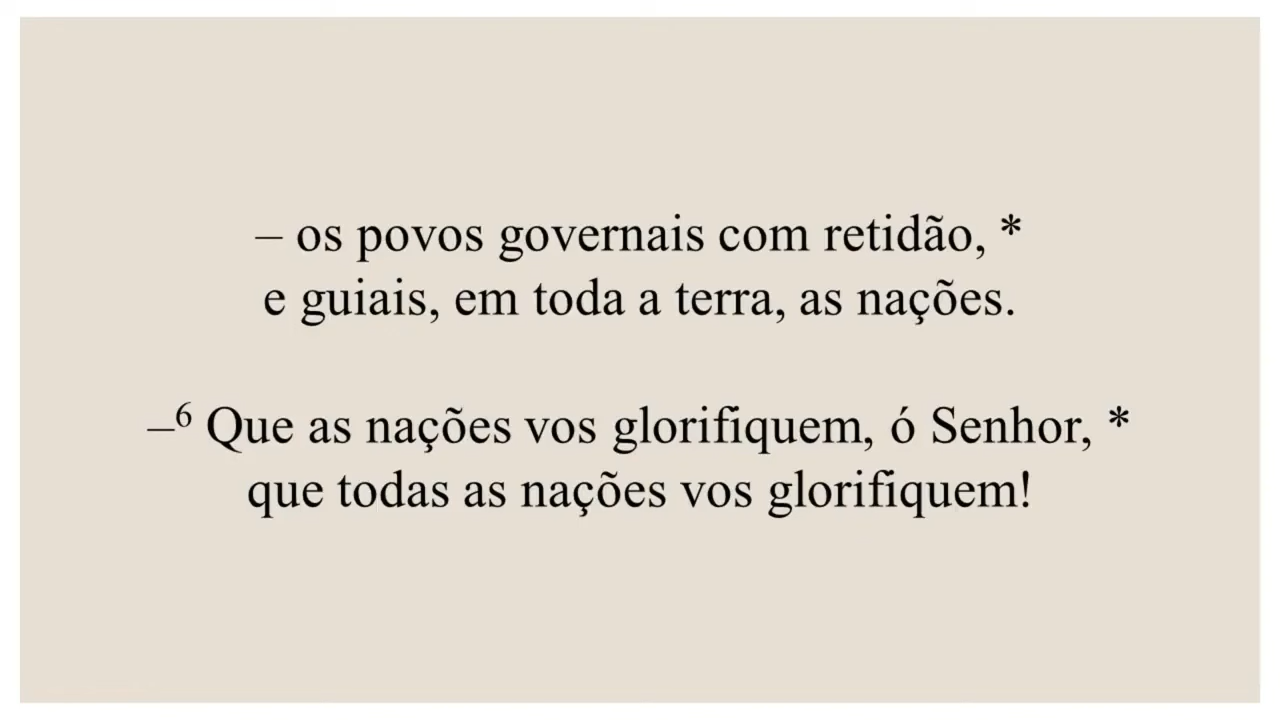 – os povos governais com retidão, *
e guiais, em toda a terra, as nações.
–⁶ Que as nações vos glorifiquem, ó Senhor, *
que todas as nações vos glorifiquem!